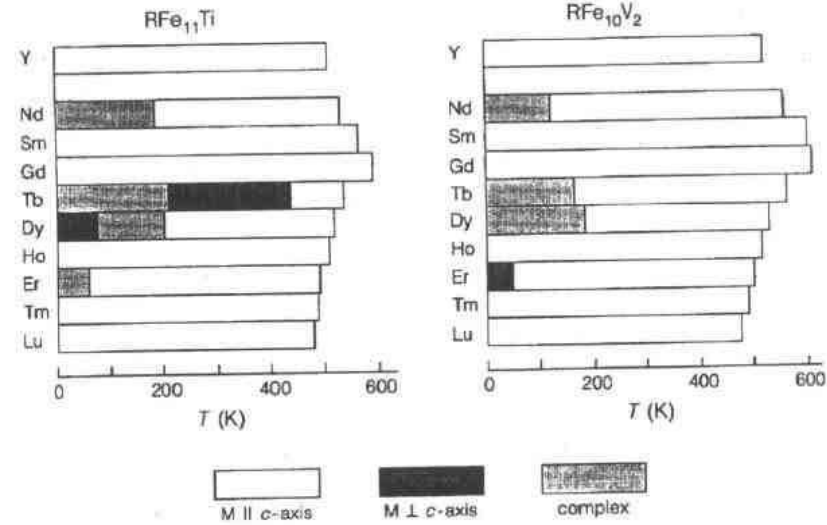 RFe₁₁Ti
Y
Nd
Sm
Gd
Tb
Dy
Ho
Er
Tm
Lu
0 200 400 600
T (K)
RFe₁₀V₂
Y
Nd
Sm
Gd
Tb
Dy
Ho
Er
Tm
Lu
0 200 400 600
T (K)
M || c-axis
M ⊥ c-axis
complex